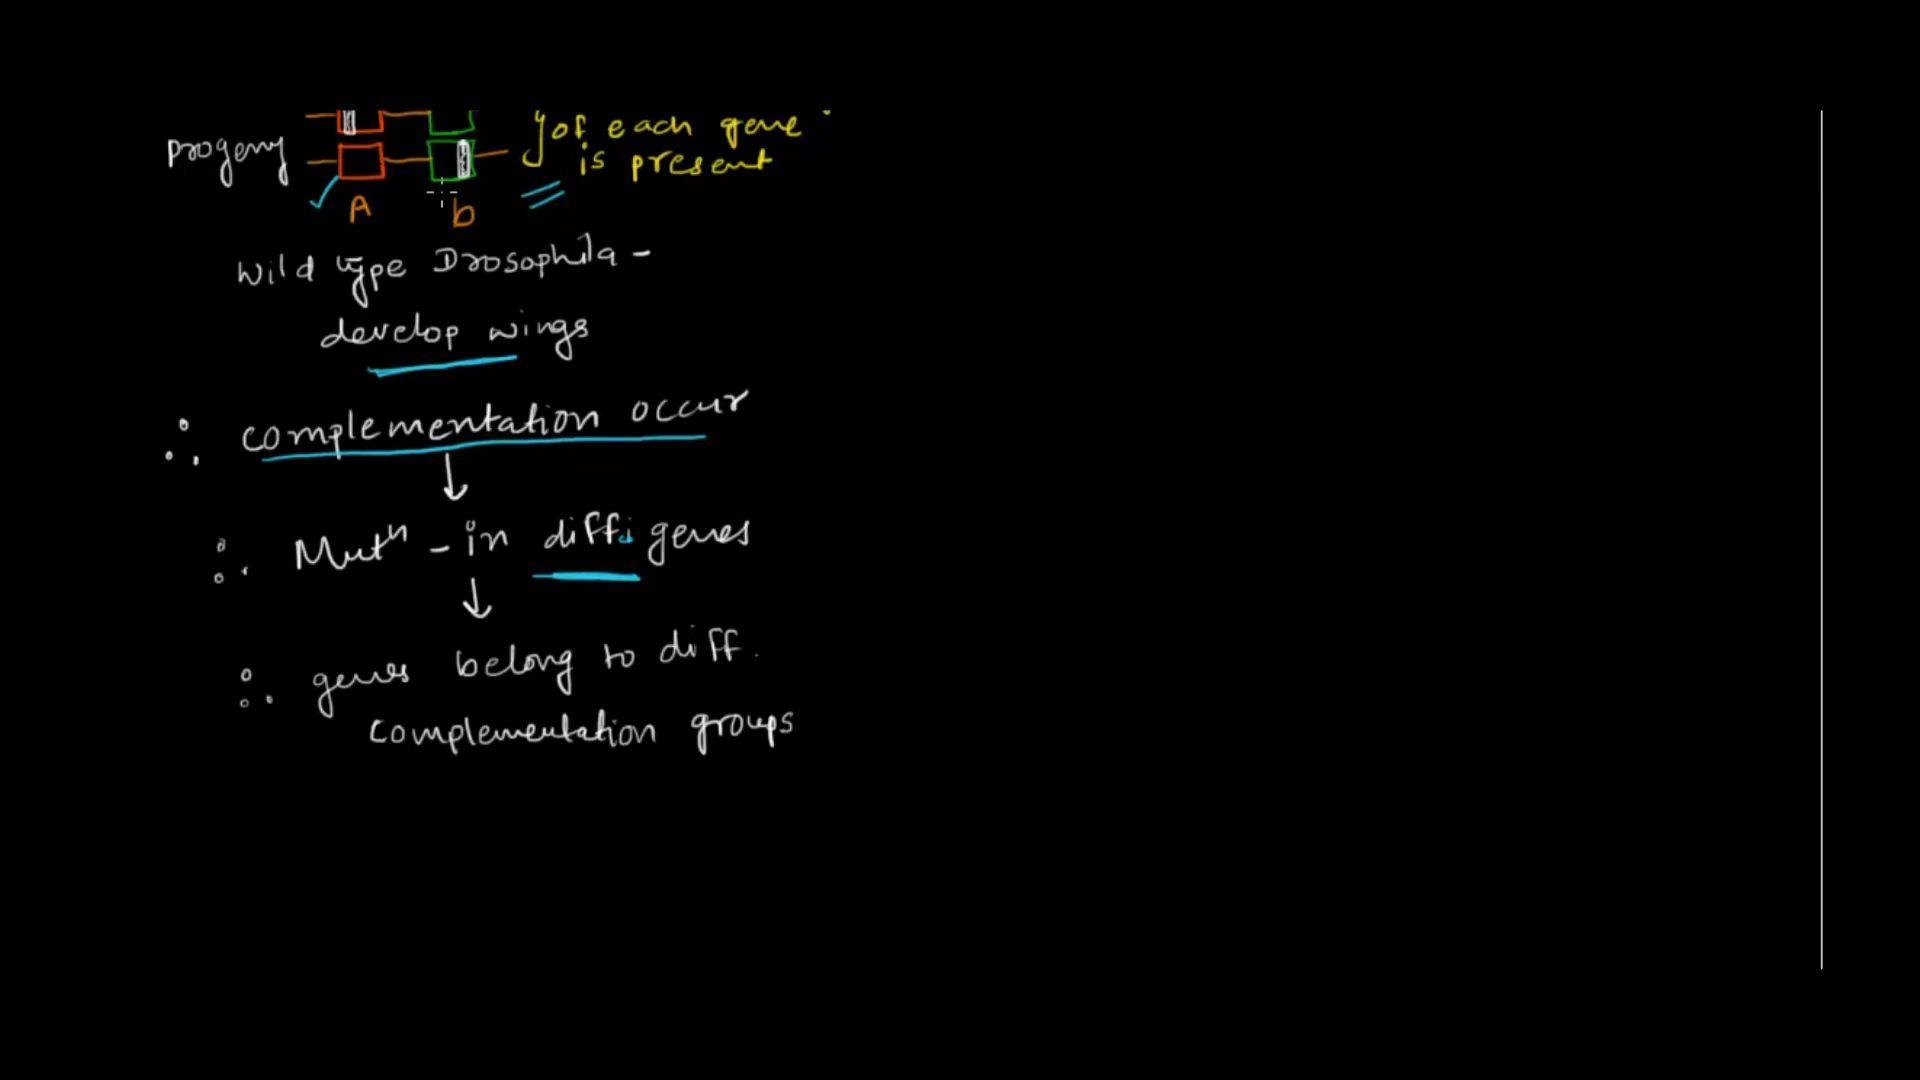 of each gene
Progeny
is present
A b
Wild type Drosophila -
develop wings
∴ complementation occur
↓
∴ Mutⁿ - in diff. genes
↓
∴ genes belong to diff.
complementation groups